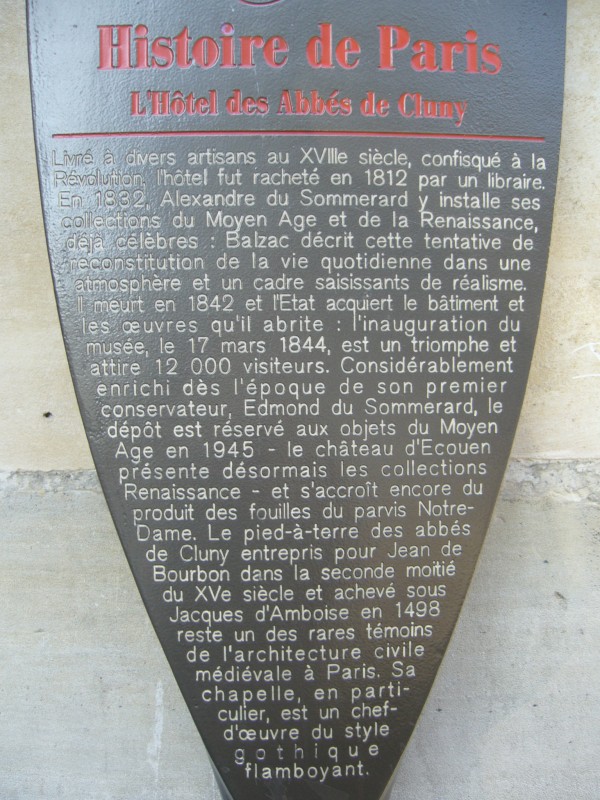 Histoire de Paris
L'Hôtel des Abbés de Cluny
Livré à divers artisans au XVIIIe siècle, confisqué à la
Révolution, l'hôtel fut racheté en 1812 par un libraire.
En 1832, Alexandre du Sommerard y installe ses
collections du Moyen Age et de la Renaissance,
déjà célèbres : Balzac décrit cette tentative de
reconstitution de la vie quotidienne dans une
atmosphère et un cadre saisissants de réalisme.
Il meurt en 1842 et l'Etat acquiert le bâtiment et
les œuvres qu'il abrite : l'inauguration du
musée, le 17 mars 1844, est un triomphe et
attire 12 000 visiteurs. Considérablement
enrichi dès l'époque de son premier
conservateur, Edmond du Sommerard, le
dépôt est réservé aux objets du Moyen
Age en 1945 - le château d'Ecouen
présente désormais les collections
Renaissance - et s'accroît encore du
produit des fouilles du parvis Notre-
Dame. Le pied-à-terre des abbés
de Cluny entrepris pour Jean de
Bourbon dans la seconde moitié
du XVe siècle et achevé sous
Jacques d'Amboise en 1498
reste un des rares témoins
de l'architecture civile
médiévale à Paris. Sa
chapelle, en parti-
culier, est un chef-
d'œuvre du style
gothique
flamboyant.